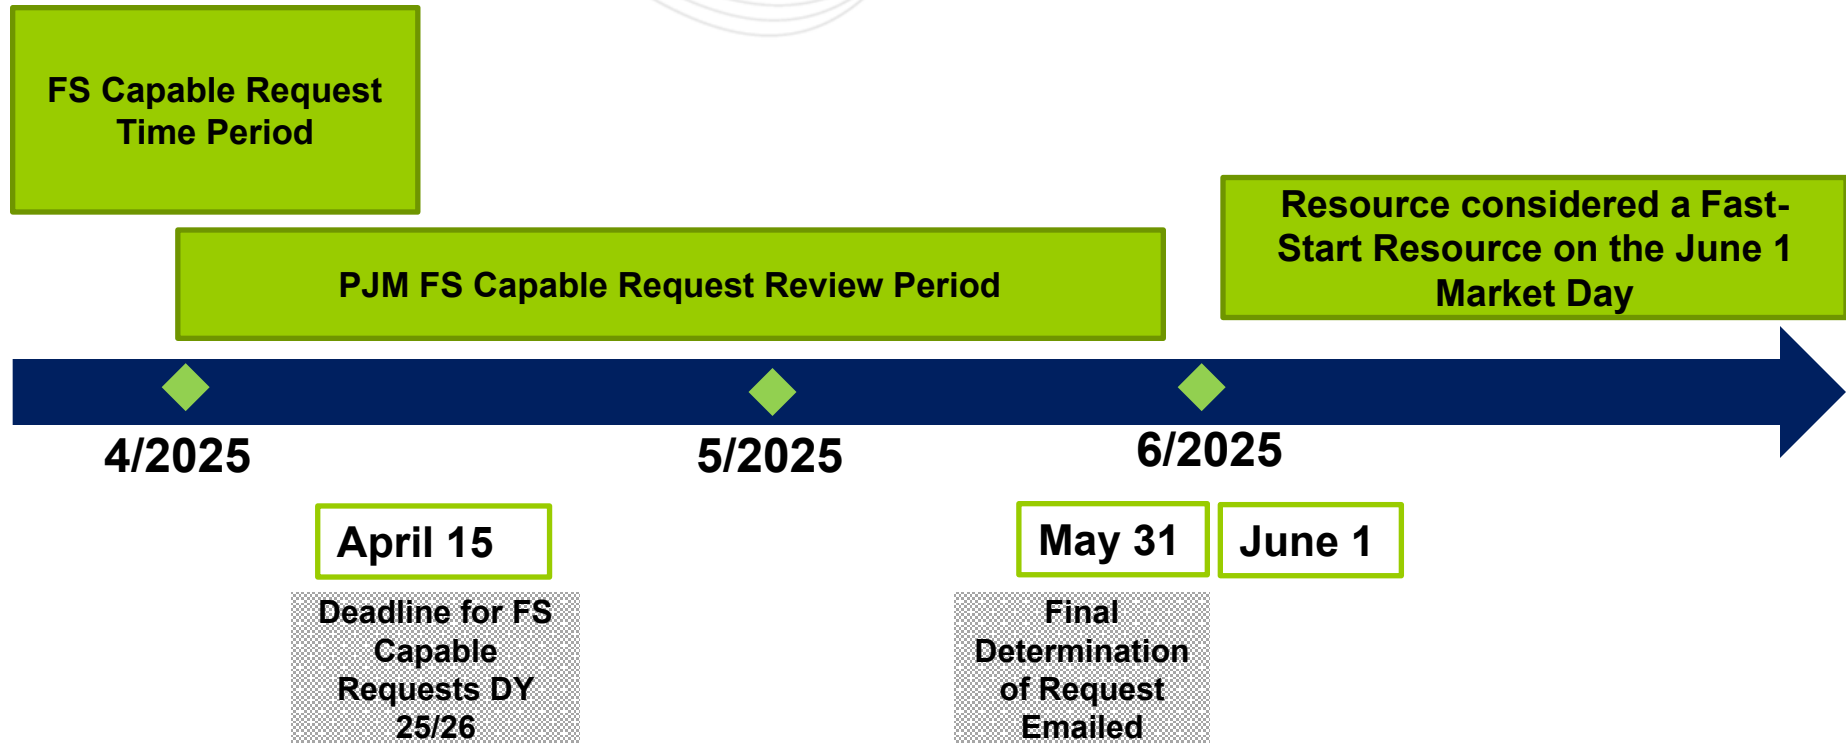 FS Capable Request
Time Period
PJM FS Capable Request Review Period
Resource considered a Fast-
Start Resource on the June 1
Market Day
4/2025
5/2025
6/2025
April 15
May 31
June 1
Deadline for FS
Capable
Requests DY
25/26
Final
Determination
of Request
Emailed